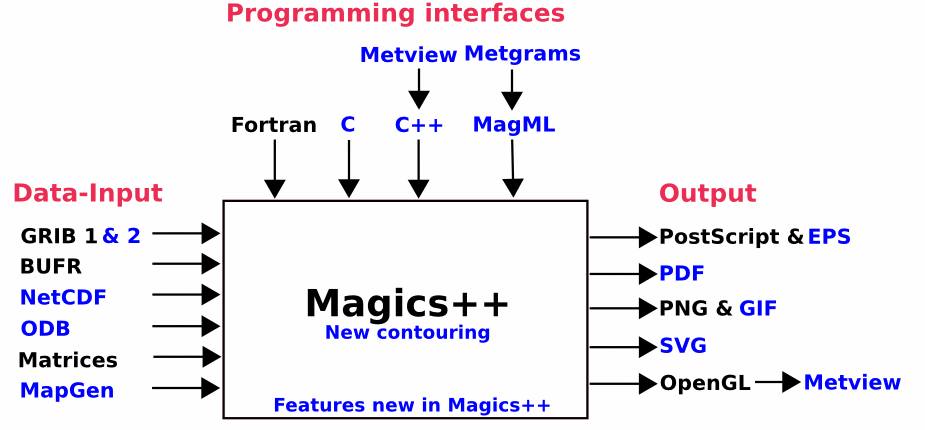 Programming interfaces
Metview Metgrams
Fortran C C++ MagML
Data-Input
GRIB 1 & 2
BUFR
NetCDF
ODB
Matrices
MapGen
Magics++
New contouring
Features new in Magics++
Output
PostScript & EPS
PDF
PNG & GIF
SVG
OpenGL Metview